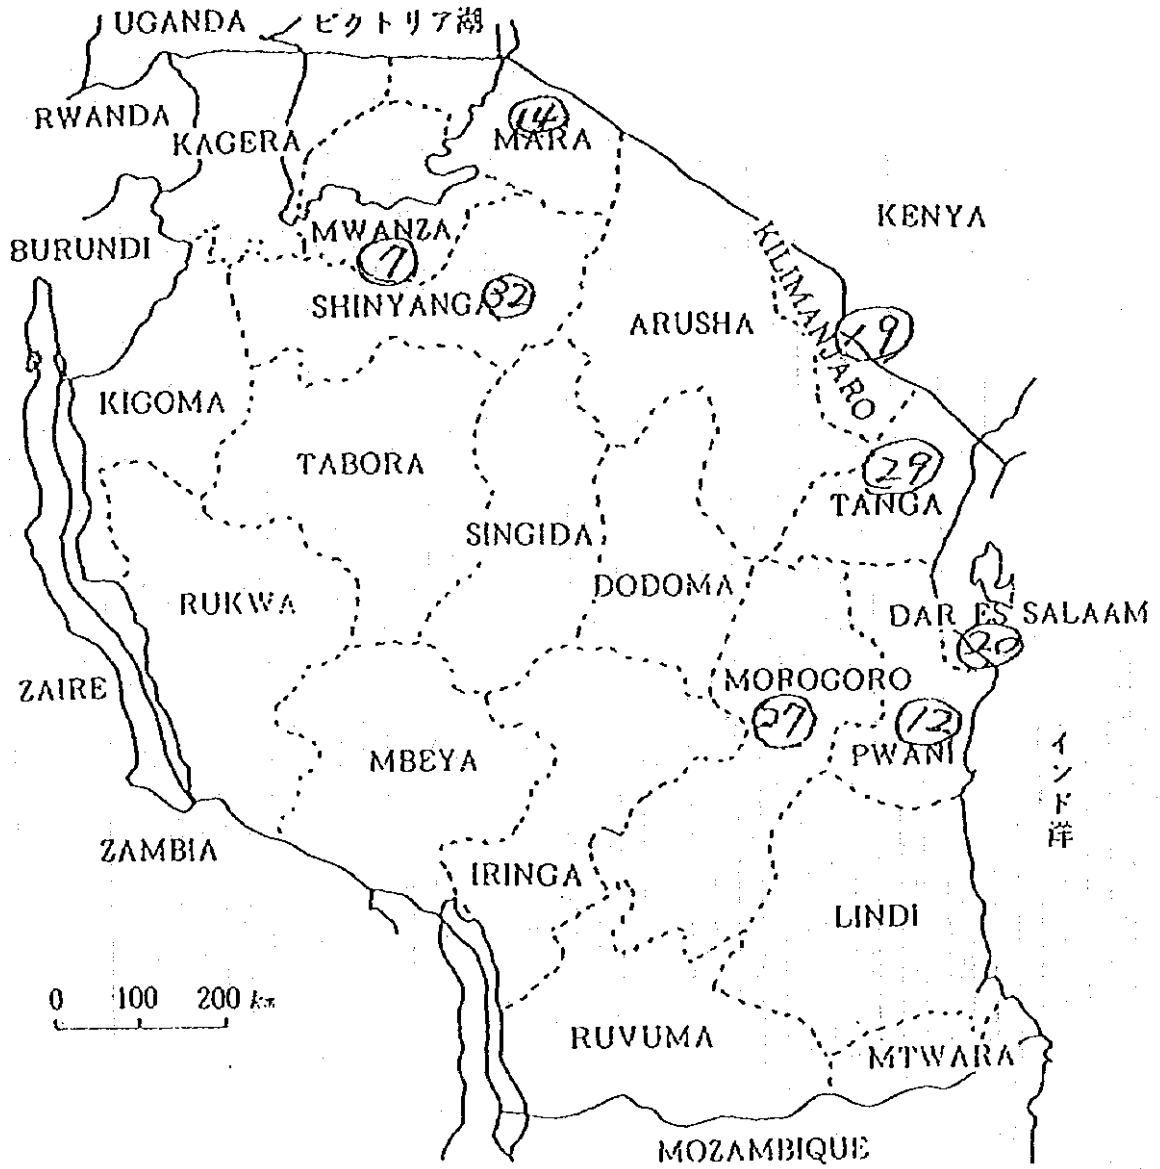 UGANDA
ビクトリア湖
RWANDA
KAGERA
14
MARA
KENYA
BURUNDI
MWANZA
7
SHINYANGA
32
KILIMANJARO
ARUSHA
19
KIGOMA
TABORA
29
TANGA
SINGIDA
DODOMA
RUKWA
DAR ES SALAAM
20
ZAIRE
MOROGORO
27
12
PWANI
MBEYA
インド洋
ZAMBIA
IRINGA
LINDI
0 100 200 km
RUVUMA
MTWARA
MOZAMBIQUE